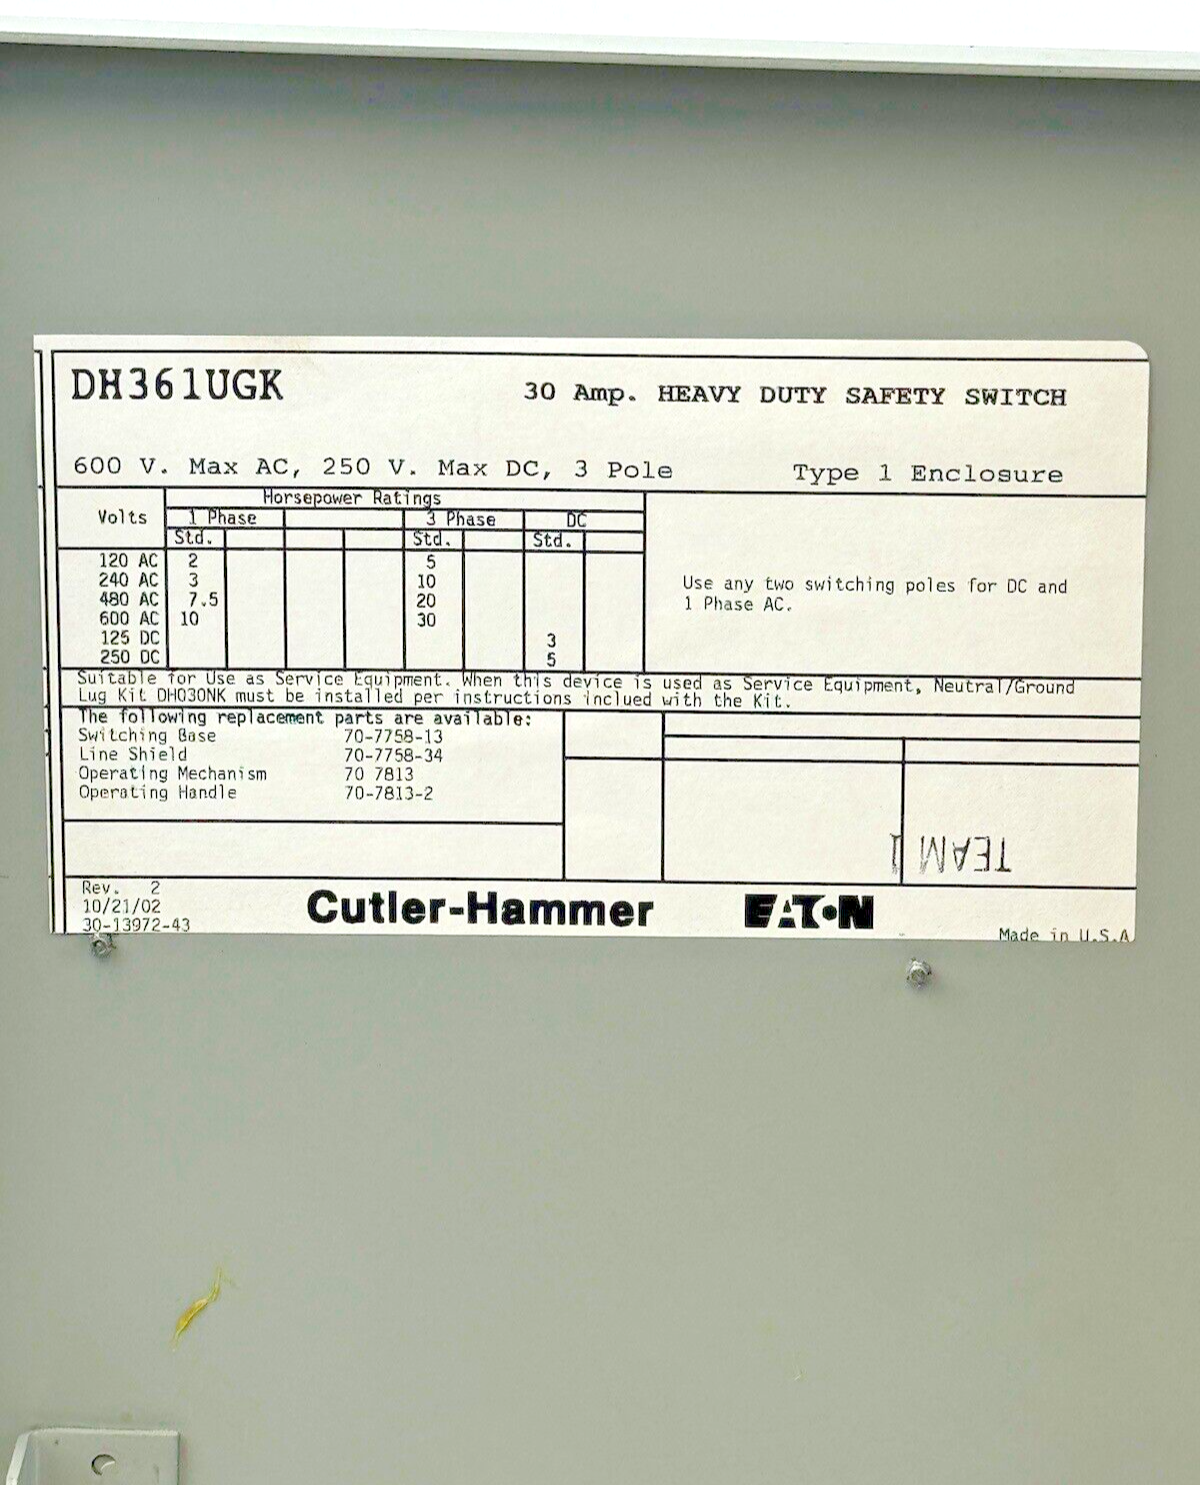 DH361UGK
30 Amp. HEAVY DUTY SAFETY SWITCH
600 V. Max AC, 250 V. Max DC, 3 Pole
Type 1 Enclosure
Horsepower Ratings
Volts 1 Phase 3 Phase DC
Std. Std. Std.
120 AC 2 5
240 AC 3 10
480 AC 7.5 20
600 AC 10 30
125 DC 3
250 DC 5
Use any two switching poles for DC and
1 Phase AC.
Suitable for Use as Service Equipment. When this device is used as Service Equipment, Neutral/Ground
Lug Kit DH030NK must be installed per instructions inclued with the Kit.
The following replacement parts are available:
Switching Base 70-7758-13
Line Shield 70-7758-34
Operating Mechanism 70 7813
Operating Handle 70-7813-2
TEAM 1
Rev. 2
10/21/02
30-13972-43
Cutler-Hammer
EATON
Made in U.S.A